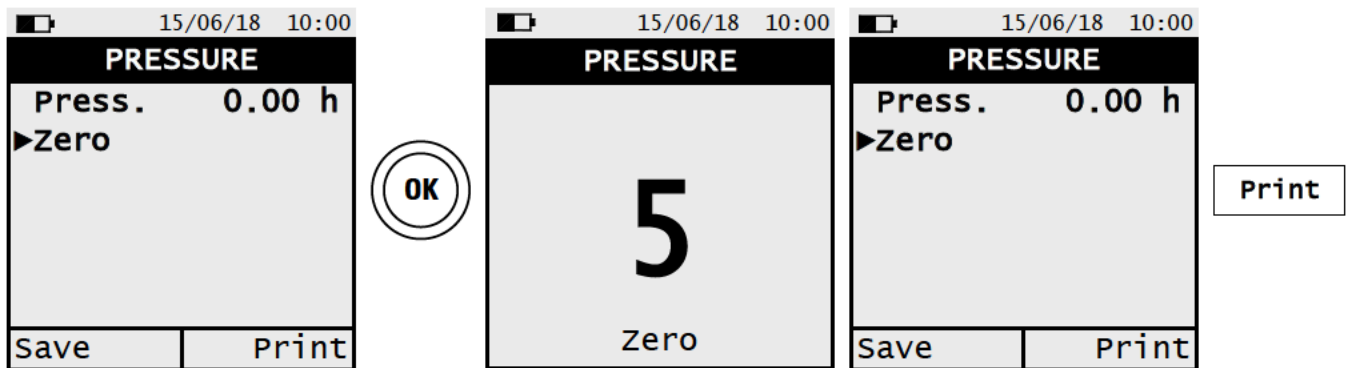 15/06/18 10:00
PRESSURE
Press. 0.00 h
▶Zero
Save Print
OK
15/06/18 10:00
PRESSURE
5
Zero
15/06/18 10:00
PRESSURE
Press. 0.00 h
▶Zero
Save Print
Print